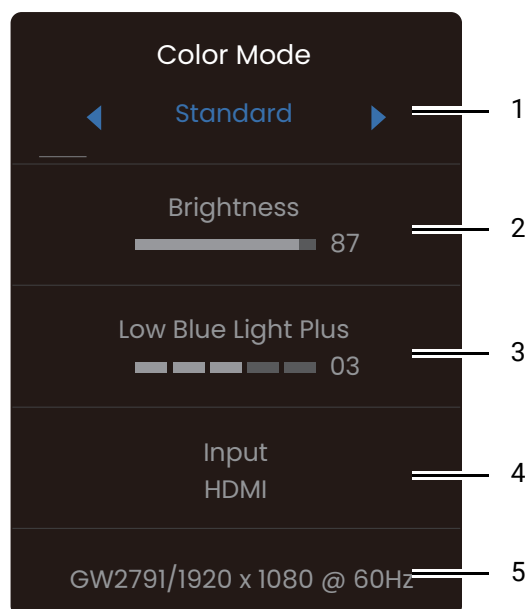 Color Mode
Standard
1
Brightness
87
2
Low Blue Light Plus
03
3
Input
HDMI
4
GW2791/1920 x 1080 @ 60Hz
5